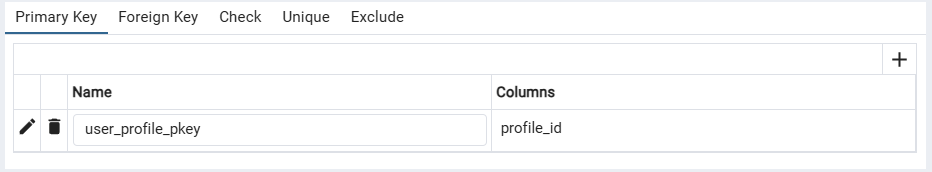 Primary Key Foreign Key Check Unique Exclude
Name Columns
user_profile_pkey profile_id